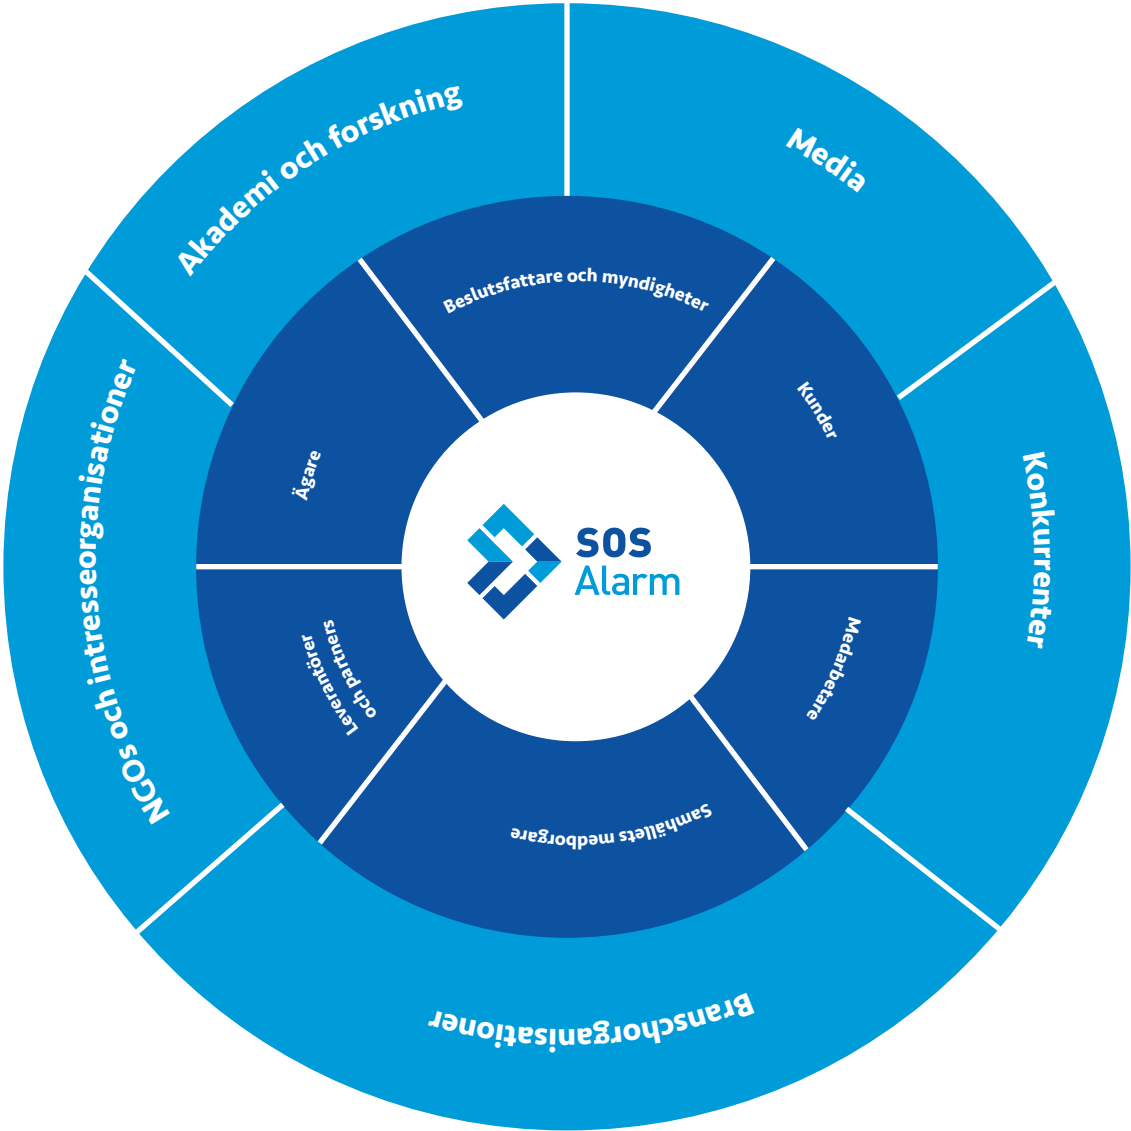 Akademi och forskning
Media
Konkurrenter
Branschorganisationer
NGOs och intresseorganisationer
Beslutsfattare och myndigheter
Kunder
Medarbetare
Samhällets medborgare
Leverantörer
och partners
Ägare
SOS
Alarm